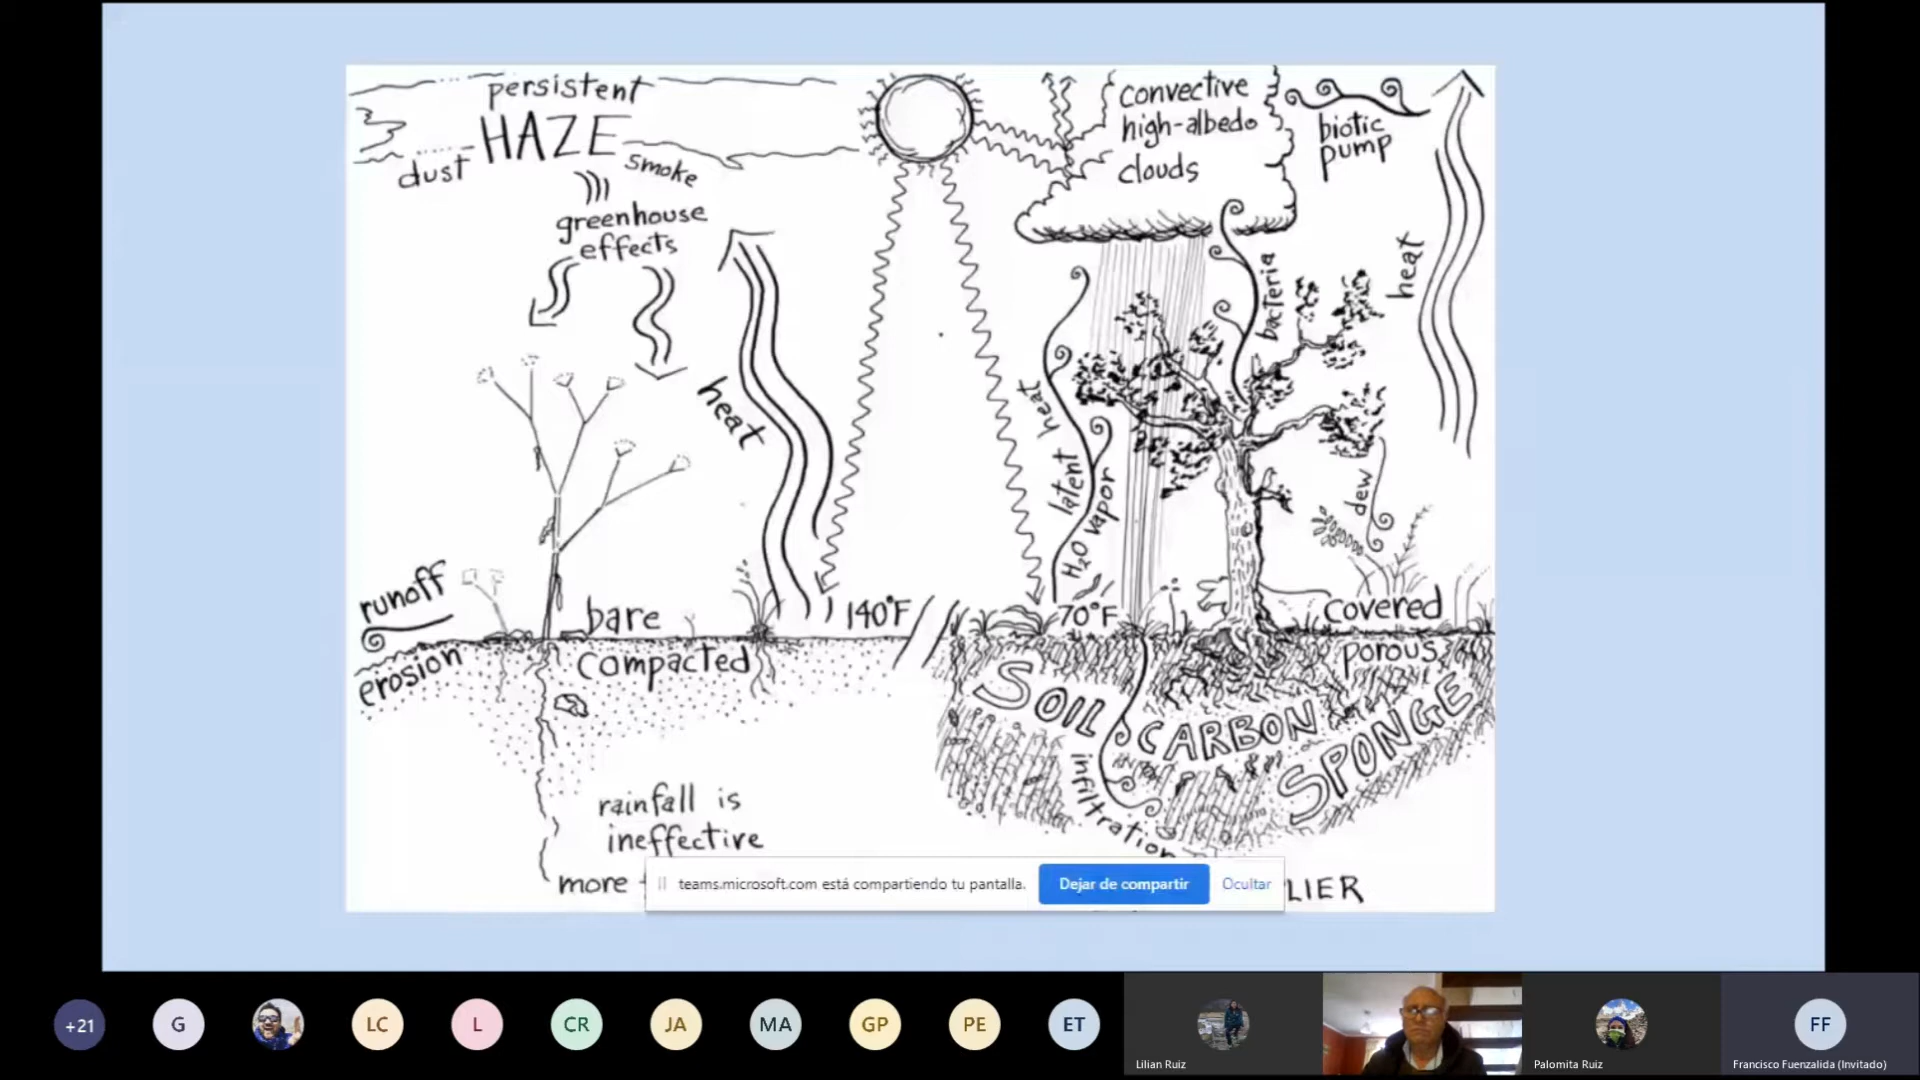 persistent
HAZE
dust
smoke
greenhouse
effects
heat
convective
high-albedo
clouds
biotic
pump
heat
bacteria
latent heat
H2O vapor
dew
runoff
erosion
bare
compacted
140°F
70°F
covered
porous
SOIL
CARBON
SPONGE
infiltration
rainfall is
ineffective
more
LIER
teams.microsoft.com está compartiendo tu pantalla.
Dejar de compartir
Ocultar
+21
G
LC
L
CR
JA
MA
GP
PE
ET
FF
Lilian Ruiz
Palomita Ruiz
Francisco Fuenzalida (Invitado)